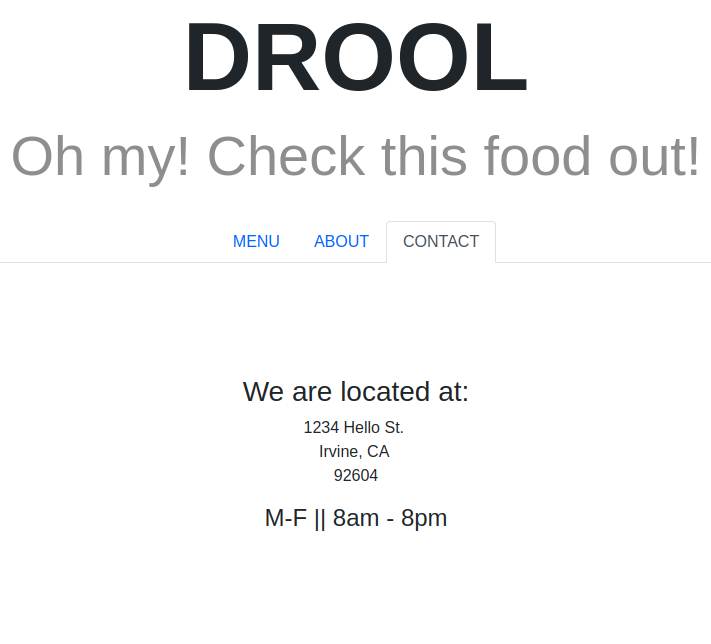 DROOL
Oh my! Check this food out!
MENU ABOUT CONTACT
We are located at:
1234 Hello St.
Irvine, CA
92604
M-F || 8am - 8pm